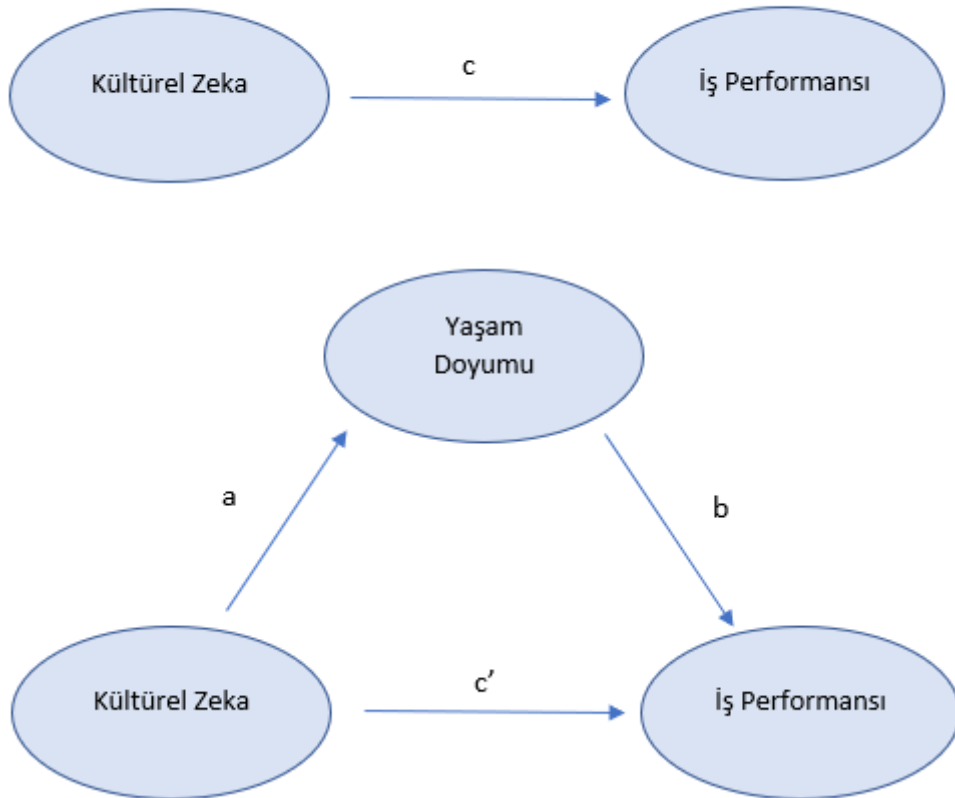 c
Kültürel Zeka
İş Performansı
Yaşam
Doyumu
a
b
c’
Kültürel Zeka
İş Performansı